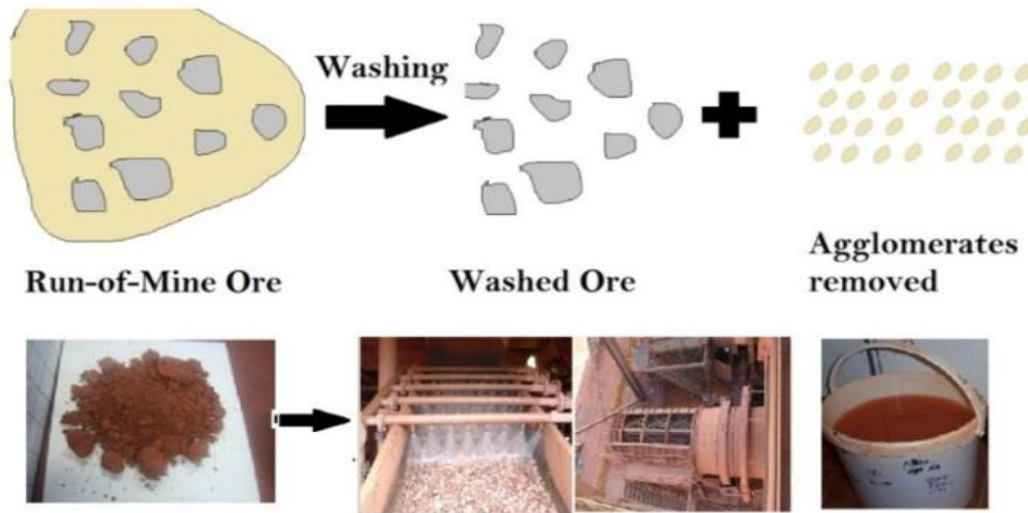 Washing
Run-of-Mine Ore
Washed Ore
Agglomerates
removed